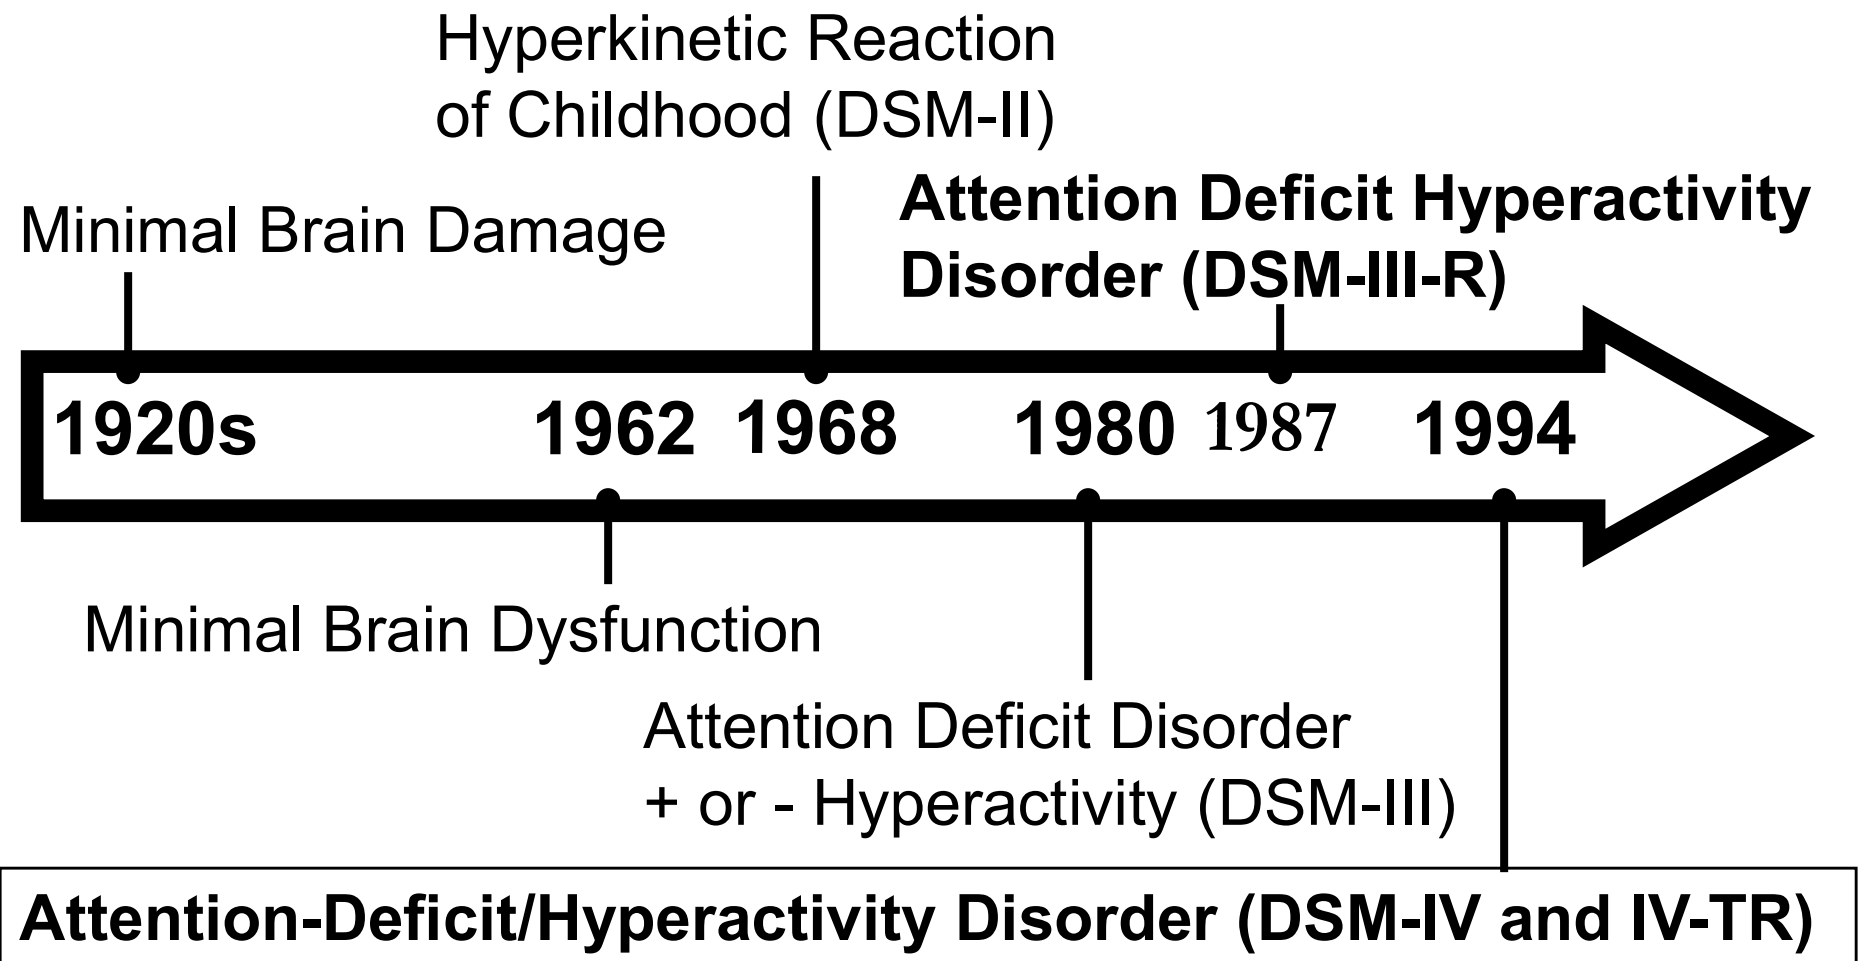 Hyperkinetic Reaction
of Childhood (DSM-II)
Minimal Brain Damage
Attention Deficit Hyperactivity
Disorder (DSM-III-R)
1920s 1962 1968 1980 1987 1994
Minimal Brain Dysfunction
Attention Deficit Disorder
+ or - Hyperactivity (DSM-III)
Attention-Deficit/Hyperactivity Disorder (DSM-IV and IV-TR)